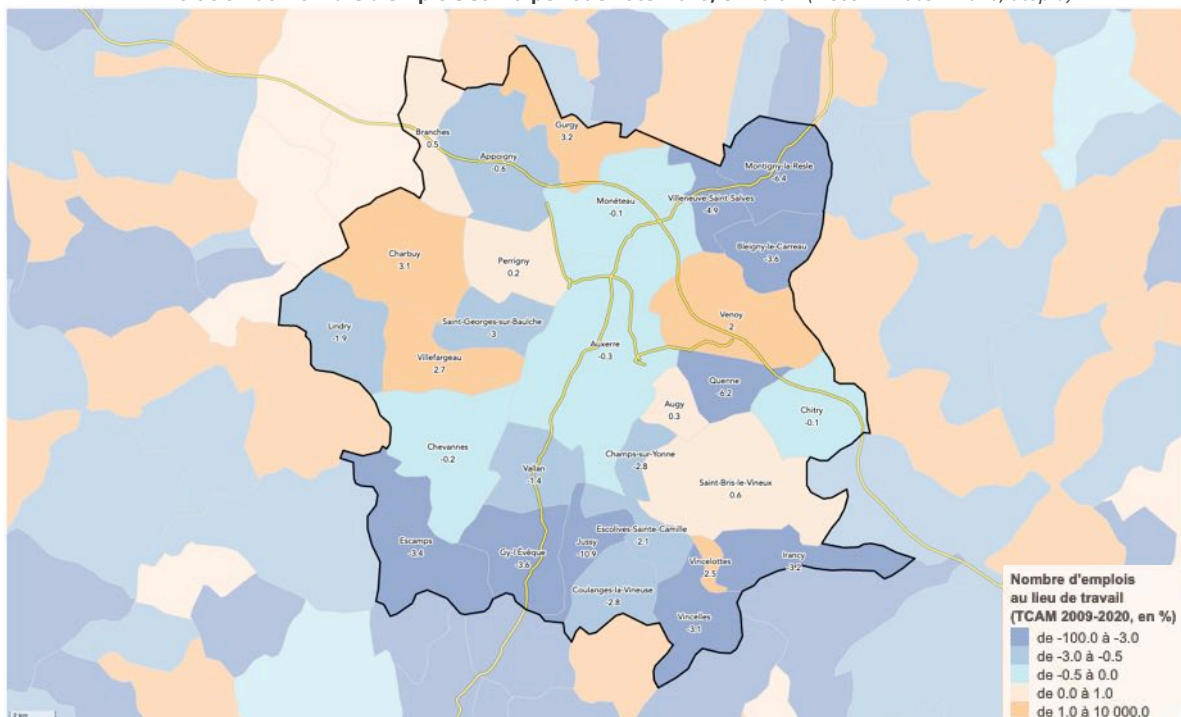 Branches
0.5
Appoigny
-0.6
Gurgy
3.2
Montigny-la-Resle
-6.4
Monéteau
-0.1
Villeneuve-Saint-Salves
-4.9
Bleigny-le-Carreau
-3.6
Charbuy
3.1
Perrigny
0.2
Lindry
-1.9
Saint-Georges-sur-Baulche
-3
Venoy
2
Auxerre
-0.3
Villefargeau
2.7
Quenne
-6.2
Augy
0.3
Chitry
-0.1
Chevannes
-0.2
Vallan
-1.4
Champs-sur-Yonne
-2.8
Saint-Bris-le-Vineux
0.6
Escamps
-3.4
Gy-l'Évêque
-3.6
Jussy
-10.9
Escolives-Sainte-Camille
-2.1
Vincelottes
2.5
Irancy
-3.2
Coulanges-la-Vineuse
-2.8
Vincelles
-3.1
Nombre d'emplois
au lieu de travail
(TCAM 2009-2020, en %)
de -100.0 à -3.0
de -3.0 à -0.5
de -0.5 à 0.0
de 0.0 à 1.0
de 1.0 à 10 000.0
2 km